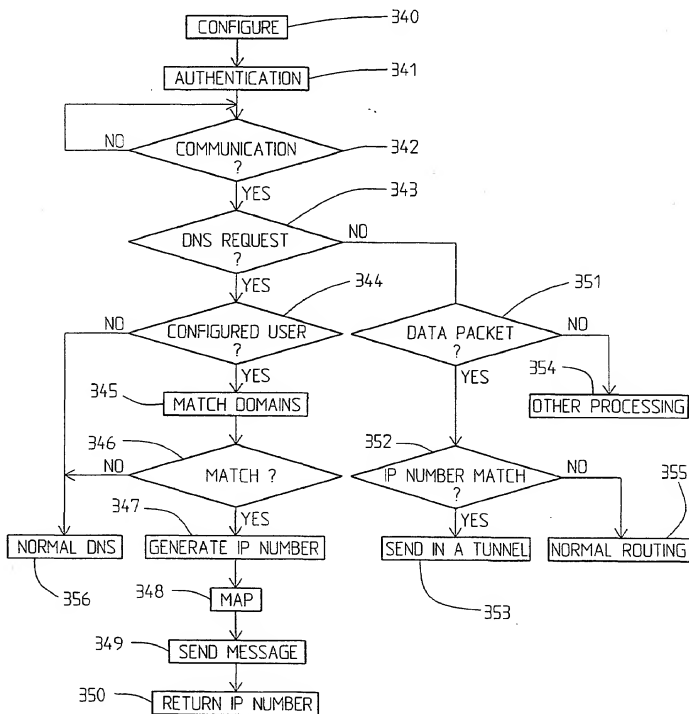 CONFIGURE
340
AUTHENTICATION
341
NO
COMMUNICATION
?
342
YES
343
DNS REQUEST
?
NO
YES
344
351
NO
CONFIGURED USER
?
DATA PACKET
?
NO
YES
YES
354
345
MATCH DOMAINS
OTHER PROCESSING
346
352
NO
MATCH ?
IP NUMBER MATCH
?
NO
355
347
YES
YES
NORMAL DNS
GENERATE IP NUMBER
SEND IN A TUNNEL
NORMAL ROUTING
356
353
348
MAP
349
SEND MESSAGE
350
RETURN IP NUMBER